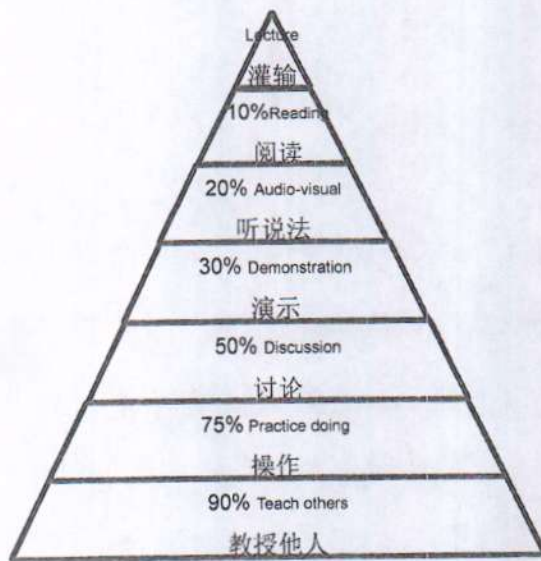 Lecture
灌输
10%Reading
阅读
20% Audio-visual
听说法
30% Demonstration
演示
50% Discussion
讨论
75% Practice doing
操作
90% Teach others
教授他人